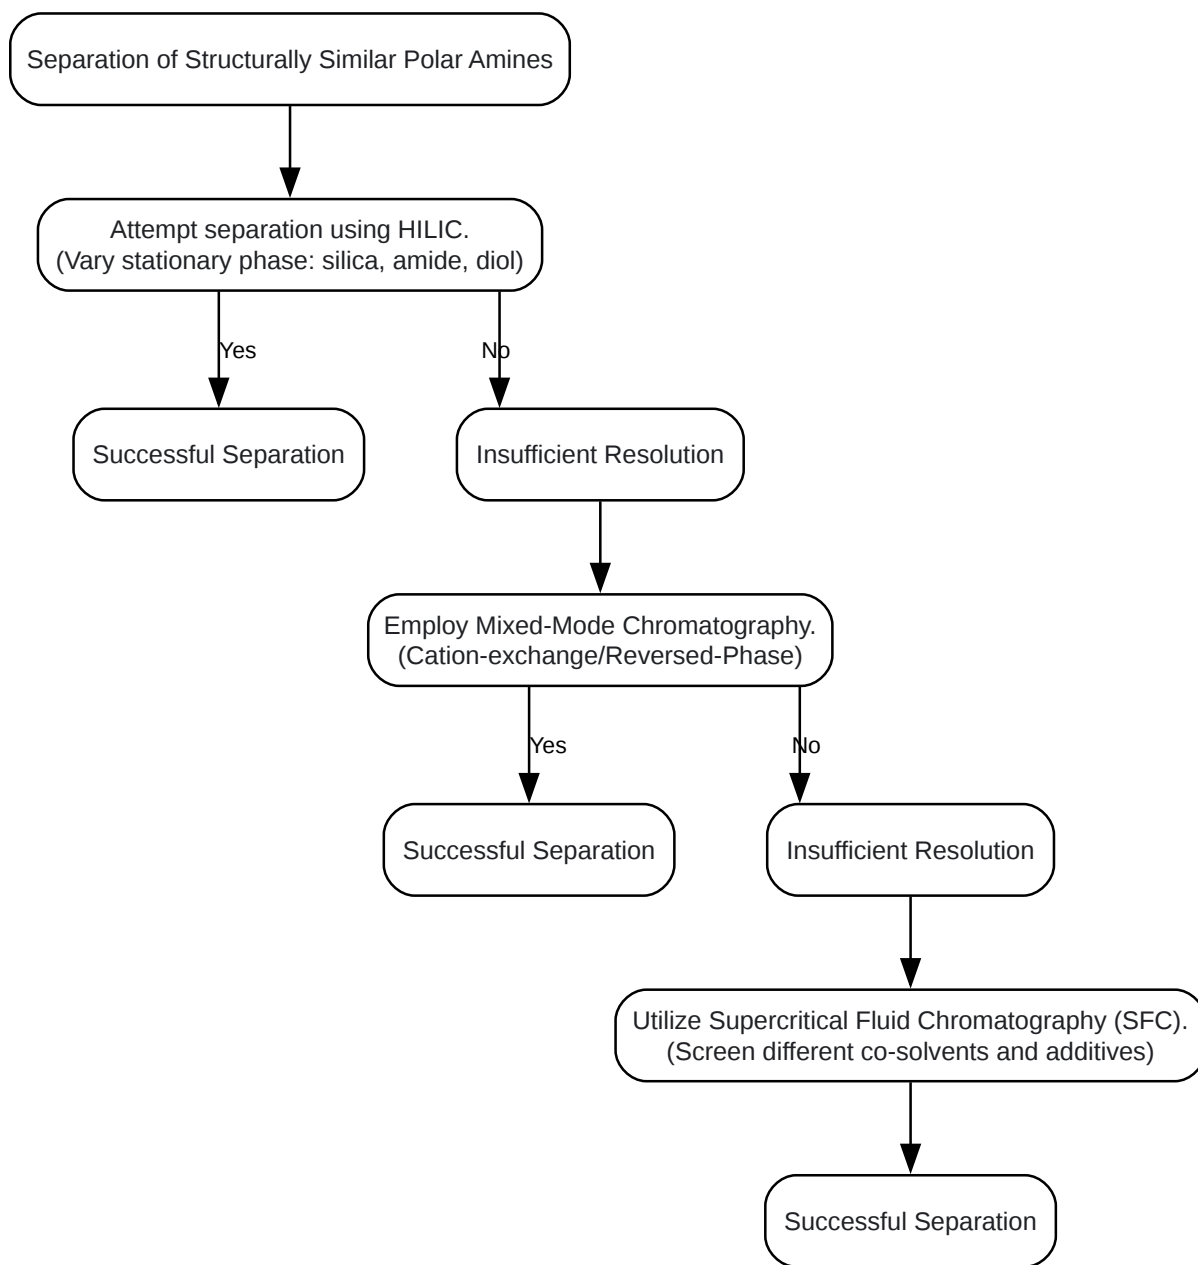 Separation of Structurally Similar Polar Amines
Attempt separation using HILIC.
(Vary stationary phase: silica, amide, diol)
Yes
No
Successful Separation
Insufficient Resolution
Employ Mixed-Mode Chromatography.
(Cation-exchange/Reversed-Phase)
Yes
No
Successful Separation
Insufficient Resolution
Utilize Supercritical Fluid Chromatography (SFC).
(Screen different co-solvents and additives)
Successful Separation